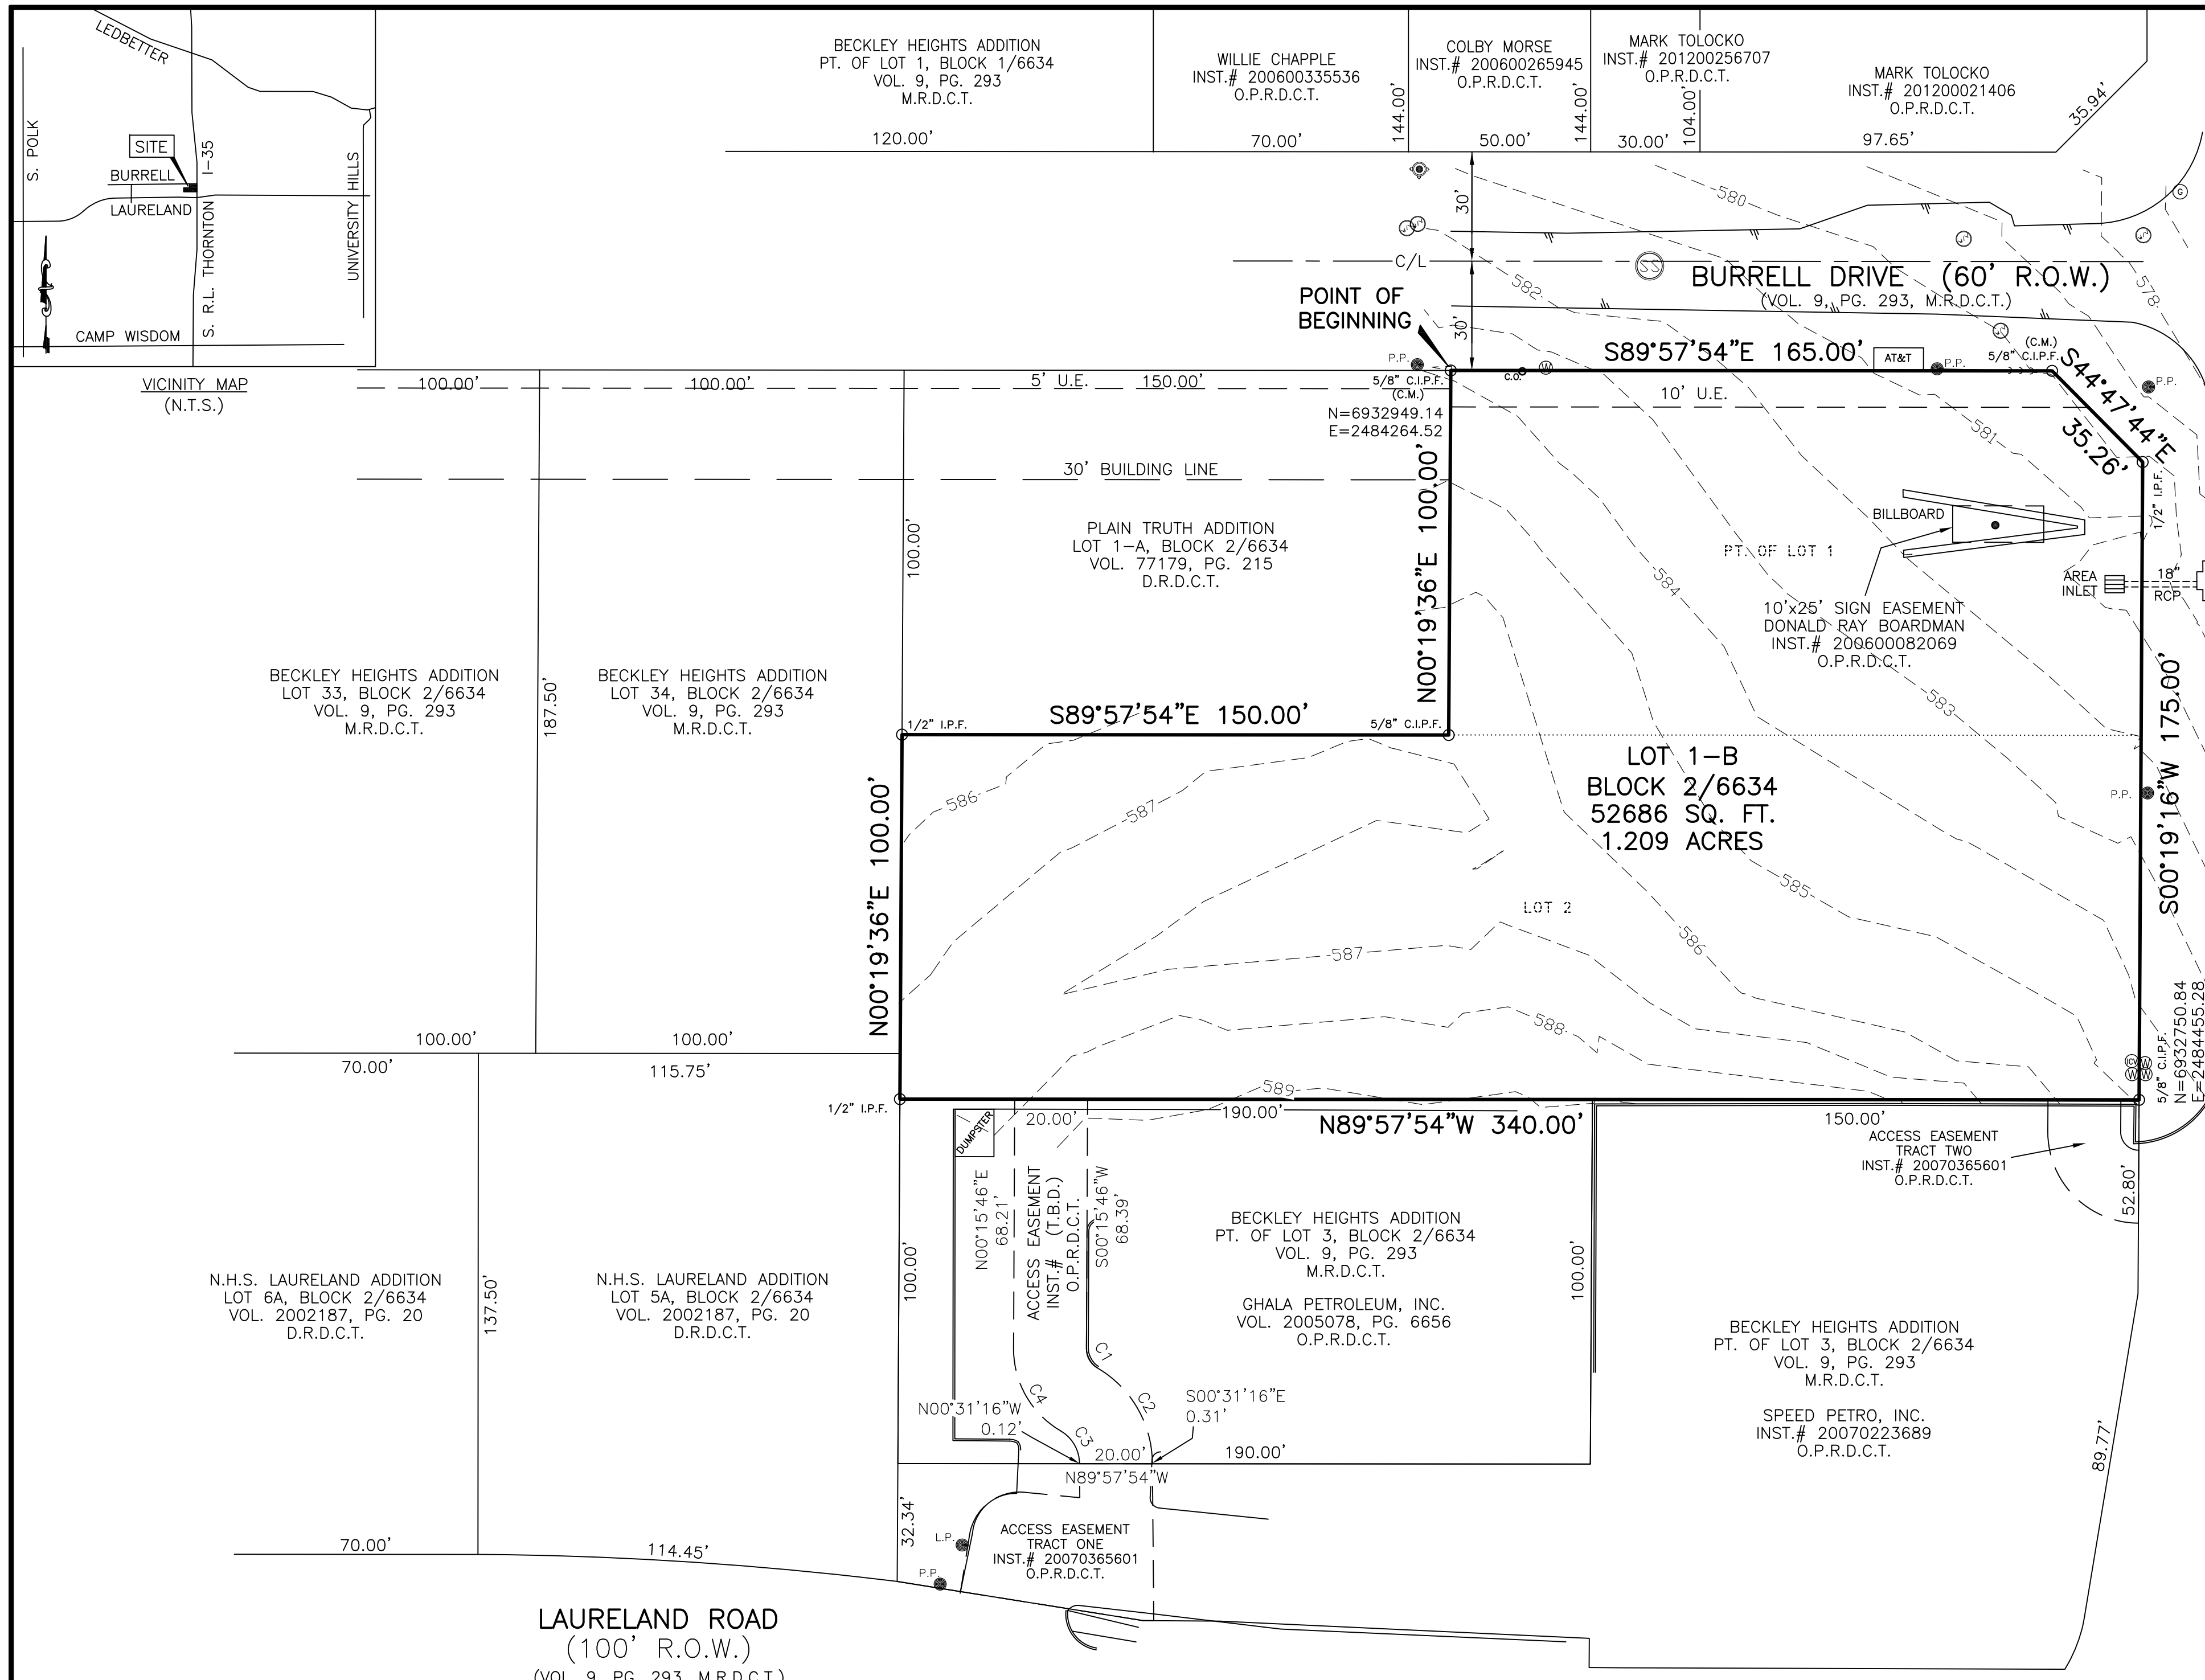 LEDBETTER
S. POLK
SITE
BURRELL
I-35
LAURELAND
S. R.L. THORNTON
UNIVERSITY HILLS
CAMP WISDOM
VICINITY MAP
(N.T.S.)
BECKLEY HEIGHTS ADDITION
PT. OF LOT 1, BLOCK 1/6634
VOL. 9, PG. 293
M.R.D.C.T.
120.00'
WILLIE CHAPPLE
INST.# 200600335536
O.P.R.D.C.T.
70.00'
144.00'
COLBY MORSE
INST.# 200600265945
O.P.R.D.C.T.
50.00'
144.00'
MARK TOLOCKO
INST.# 201200256707
O.P.R.D.C.T.
30.00'
104.00'
MARK TOLOCKO
INST.# 201200021406
O.P.R.D.C.T.
97.65'
35.94'
30'
30'
C/L
SS
G
580
582
578
BURRELL DRIVE (60' R.O.W.)
(VOL. 9, PG. 293, M.R.D.C.T.)
POINT OF
BEGINNING
P.P.
S89°57'54"E 165.00'
AT&T
P.P.
(C.M.)
5/8" C.I.P.F.
C.O.
W
S44°47'44"E
35.26'
P.P.
100.00'
100.00'
5' U.E.
150.00'
5/8" C.I.P.F.
(C.M.)
N=6932949.14
E=2484264.52
10' U.E.
581
30' BUILDING LINE
100.00'
PLAIN TRUTH ADDITION
LOT 1-A, BLOCK 2/6634
VOL. 77179, PG. 215
D.R.D.C.T.
N00°19'36"E 100.00'
BILLBOARD
1/2" I.P.F.
PT. OF LOT 1
584
AREA
INLET
18"
RCP
10'x25' SIGN EASEMENT
DONALD RAY BOARDMAN
INST.# 200600082069
O.P.R.D.C.T.
583
BECKLEY HEIGHTS ADDITION
LOT 33, BLOCK 2/6634
VOL. 9, PG. 293
M.R.D.C.T.
187.50'
BECKLEY HEIGHTS ADDITION
LOT 34, BLOCK 2/6634
VOL. 9, PG. 293
M.R.D.C.T.
1/2" I.P.F.
S89°57'54"E 150.00'
5/8" C.I.P.F.
LOT 1-B
BLOCK 2/6634
52686 SQ. FT.
1.209 ACRES
P.P.
S00°19'16"W 175.00'
586
587
N00°19'36"E 100.00'
585
LOT 2
586
587
588
589
5/8" C.I.P.F.
N=6932750.84
E=2484455.28
ICV
W
W
W
100.00'
100.00'
70.00'
115.75'
1/2" I.P.F.
DUMPSTER
20.00'
190.00'
N89°57'54"W 340.00'
150.00'
ACCESS EASEMENT
TRACT TWO
INST.# 20070365601
O.P.R.D.C.T.
52.80'
N00°15'46"E
68.21'
ACCESS EASEMENT
INST.# (T.B.D.)
O.P.R.D.C.T.
S00°15'46"W
68.39'
BECKLEY HEIGHTS ADDITION
PT. OF LOT 3, BLOCK 2/6634
VOL. 9, PG. 293
M.R.D.C.T.
GHALA PETROLEUM, INC.
VOL. 2005078, PG. 6656
O.P.R.D.C.T.
100.00'
100.00'
N.H.S. LAURELAND ADDITION
LOT 6A, BLOCK 2/6634
VOL. 2002187, PG. 20
D.R.D.C.T.
137.50'
N.H.S. LAURELAND ADDITION
LOT 5A, BLOCK 2/6634
VOL. 2002187, PG. 20
D.R.D.C.T.
BECKLEY HEIGHTS ADDITION
PT. OF LOT 3, BLOCK 2/6634
VOL. 9, PG. 293
M.R.D.C.T.
SPEED PETRO, INC.
INST.# 20070223689
O.P.R.D.C.T.
89.77'
C1
C2
C4
C3
N00°31'16"W
0.12'
S00°31'16"E
0.31'
20.00'
190.00'
N89°57'54"W
32.34'
L.P.
P.P.
ACCESS EASEMENT
TRACT ONE
INST.# 20070365601
O.P.R.D.C.T.
70.00'
114.45'
LAURELAND ROAD
(100' R.O.W.)
(VOL. 9, PG. 293, M.R.D.C.T.)